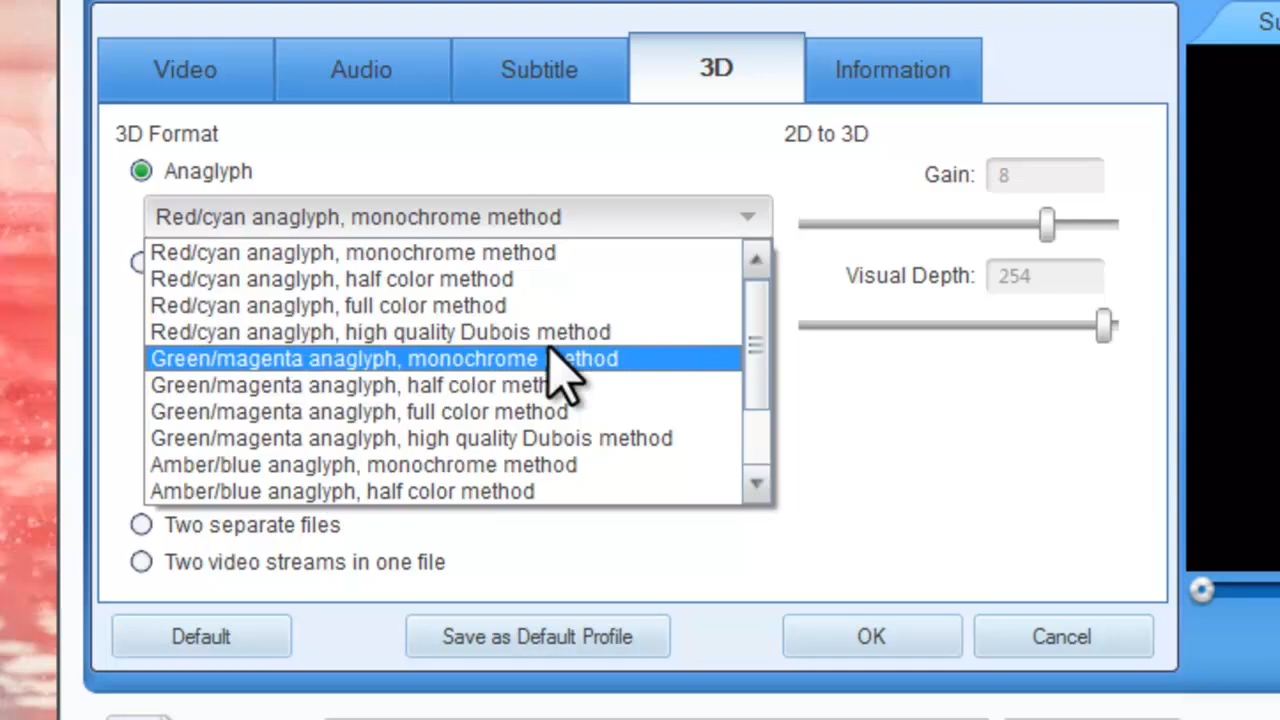 Video
Audio
Subtitle
3D
Information
Su
3D Format
Anaglyph
Red/cyan anaglyph, monochrome method
Red/cyan anaglyph, monochrome method
Red/cyan anaglyph, half color method
Red/cyan anaglyph, full color method
Red/cyan anaglyph, high quality Dubois method
Green/magenta anaglyph, monochrome method
Green/magenta anaglyph, half color meth
Green/magenta anaglyph, full color method
Green/magenta anaglyph, high quality Dubois method
Amber/blue anaglyph, monochrome method
Amber/blue anaglyph, half color method
Two separate files
Two video streams in one file
2D to 3D
Gain: 8
Visual Depth: 254
Default
Save as Default Profile
OK
Cancel